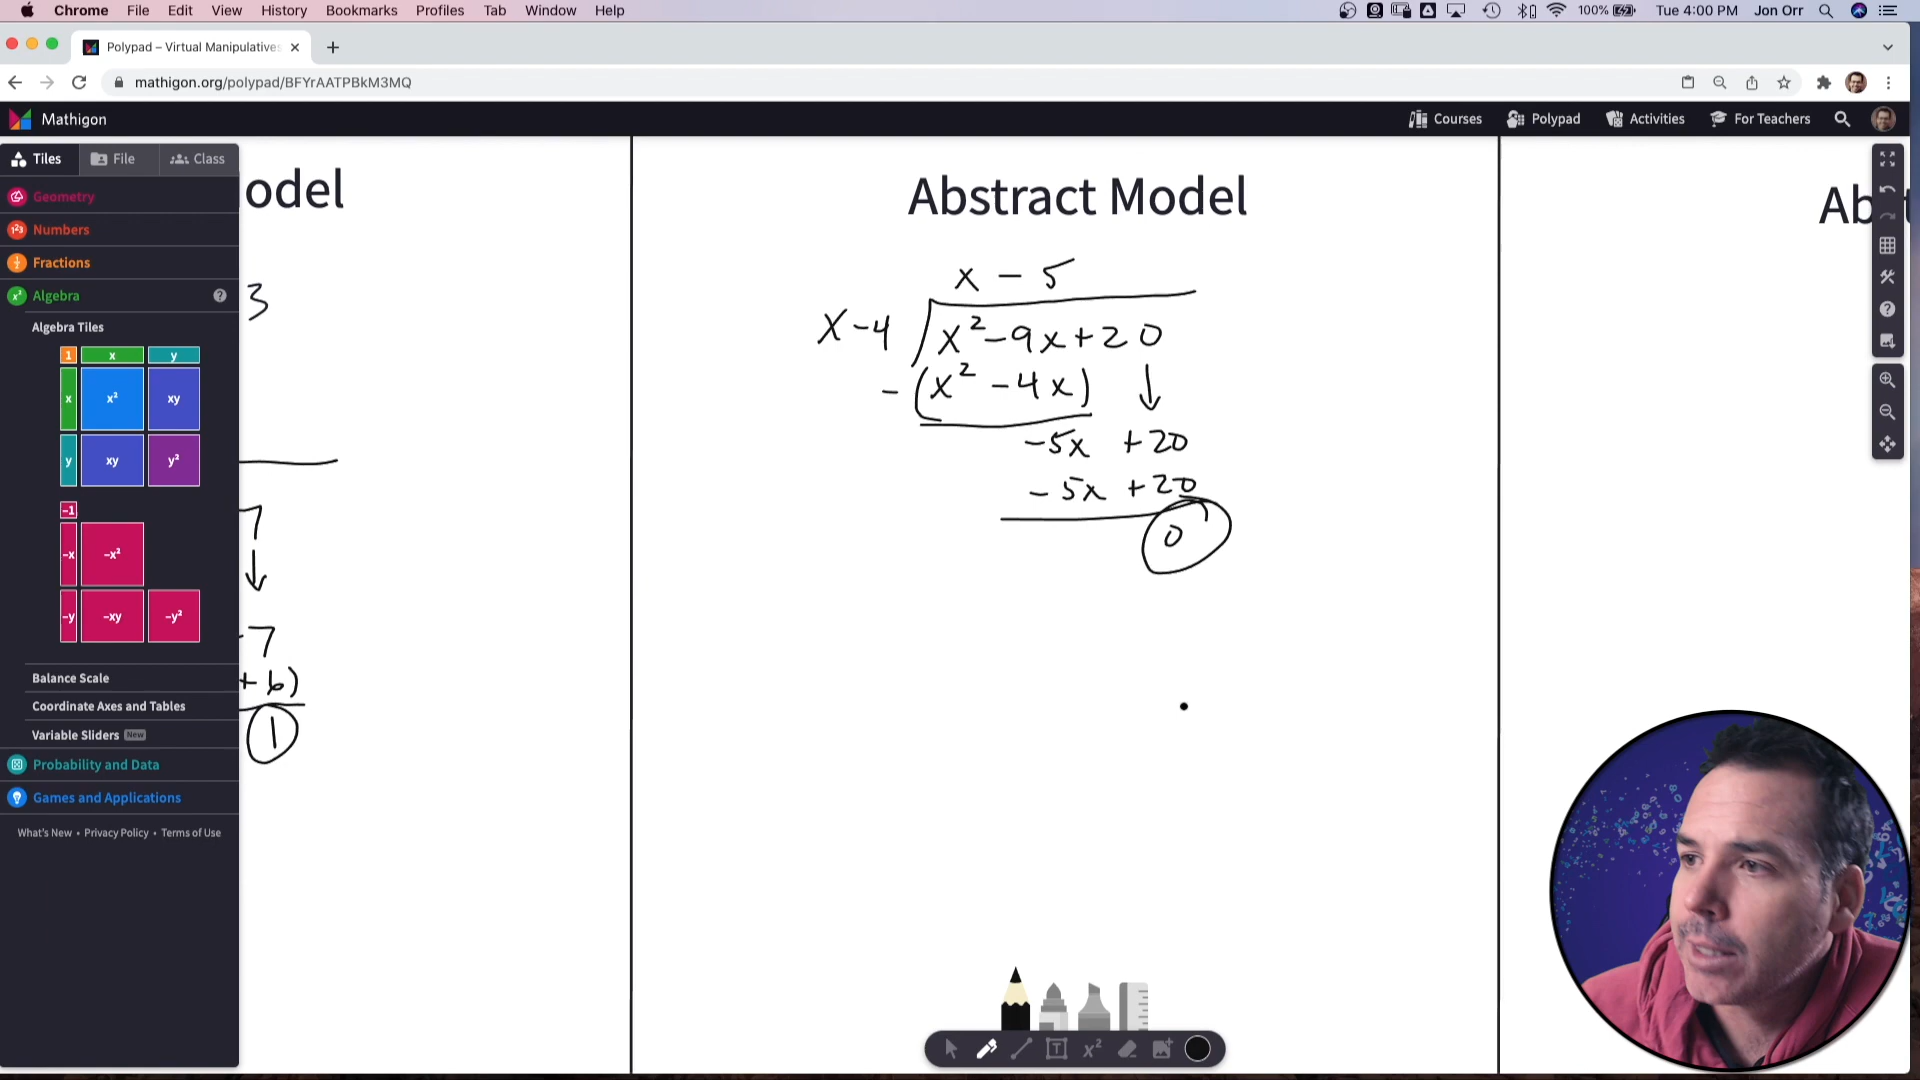 Chrome File Edit View History Bookmarks Profiles Tab Window Help 100% Tue 4:00 PM Jon Orr
Polypad – Virtual Manipulatives
mathigon.org/polypad/BFYrAATPBkM3MQ
Mathigon Courses Polypad Activities For Teachers
Tiles File Class
Geometry
Numbers
Fractions
Algebra
Algebra Tiles
1 x y
x x² xy
y xy y²
-1
-x -x²
-y -xy -y²
Balance Scale
Coordinate Axes and Tables
Variable Sliders New
Probability and Data
Games and Applications
What's New • Privacy Policy • Terms of Use
odel
3
7
-7
+ 6)
1
Abstract Model
x - 5
x-4 x²-9x+20
- (x² -4x)
-5x +20
-5x +20
0
Ab
T x²